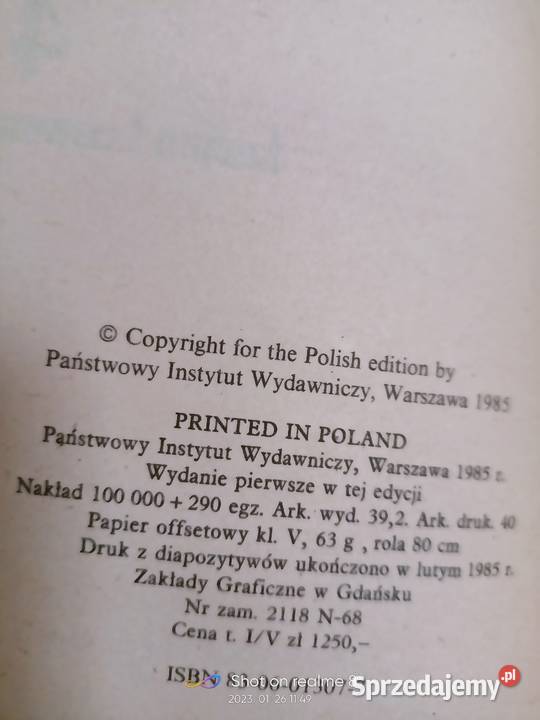 © Copyright for the Polish edition by
Państwowy Instytut Wydawniczy, Warszawa 1985
PRINTED IN POLAND
Państwowy Instytut Wydawniczy, Warszawa 1985 r.
Wydanie pierwsze w tej edycji
Nakład 100 000 + 290 egz. Ark. wyd. 39,2. Ark. druk. 40
Papier offsetowy kl. V, 63 g , rola 80 cm
Druk z diapozytywów ukończono w lutym 1985 r.
Zakłady Graficzne w Gdańsku
Nr zam. 2118 N-68
Cena t. I/V zł 1250,–
ISBN
Shot on realme 8
2023. 01. 26 11:49
Sprzedajemy.pl